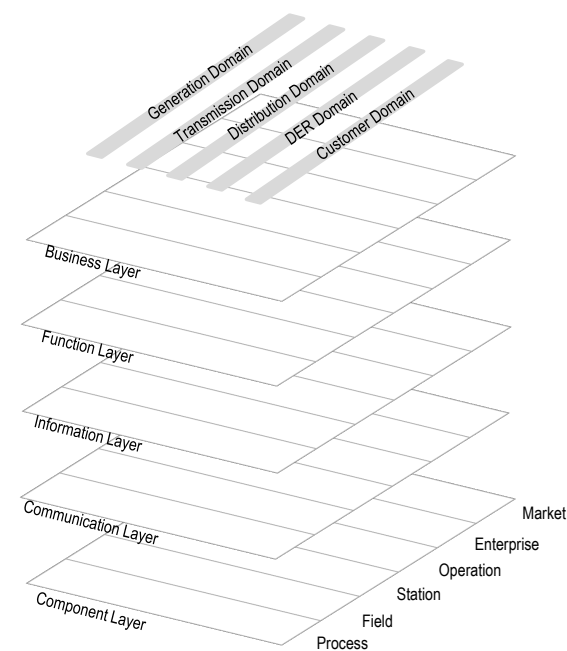 Generation Domain
Transmission Domain
Distribution Domain
DER Domain
Customer Domain
Business Layer
Function Layer
Information Layer
Communication Layer
Component Layer
Market
Enterprise
Operation
Station
Field
Process